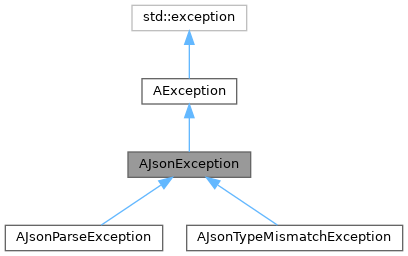 std::exception
AException
AJsonException
AJsonParseException
AJsonTypeMismatchException